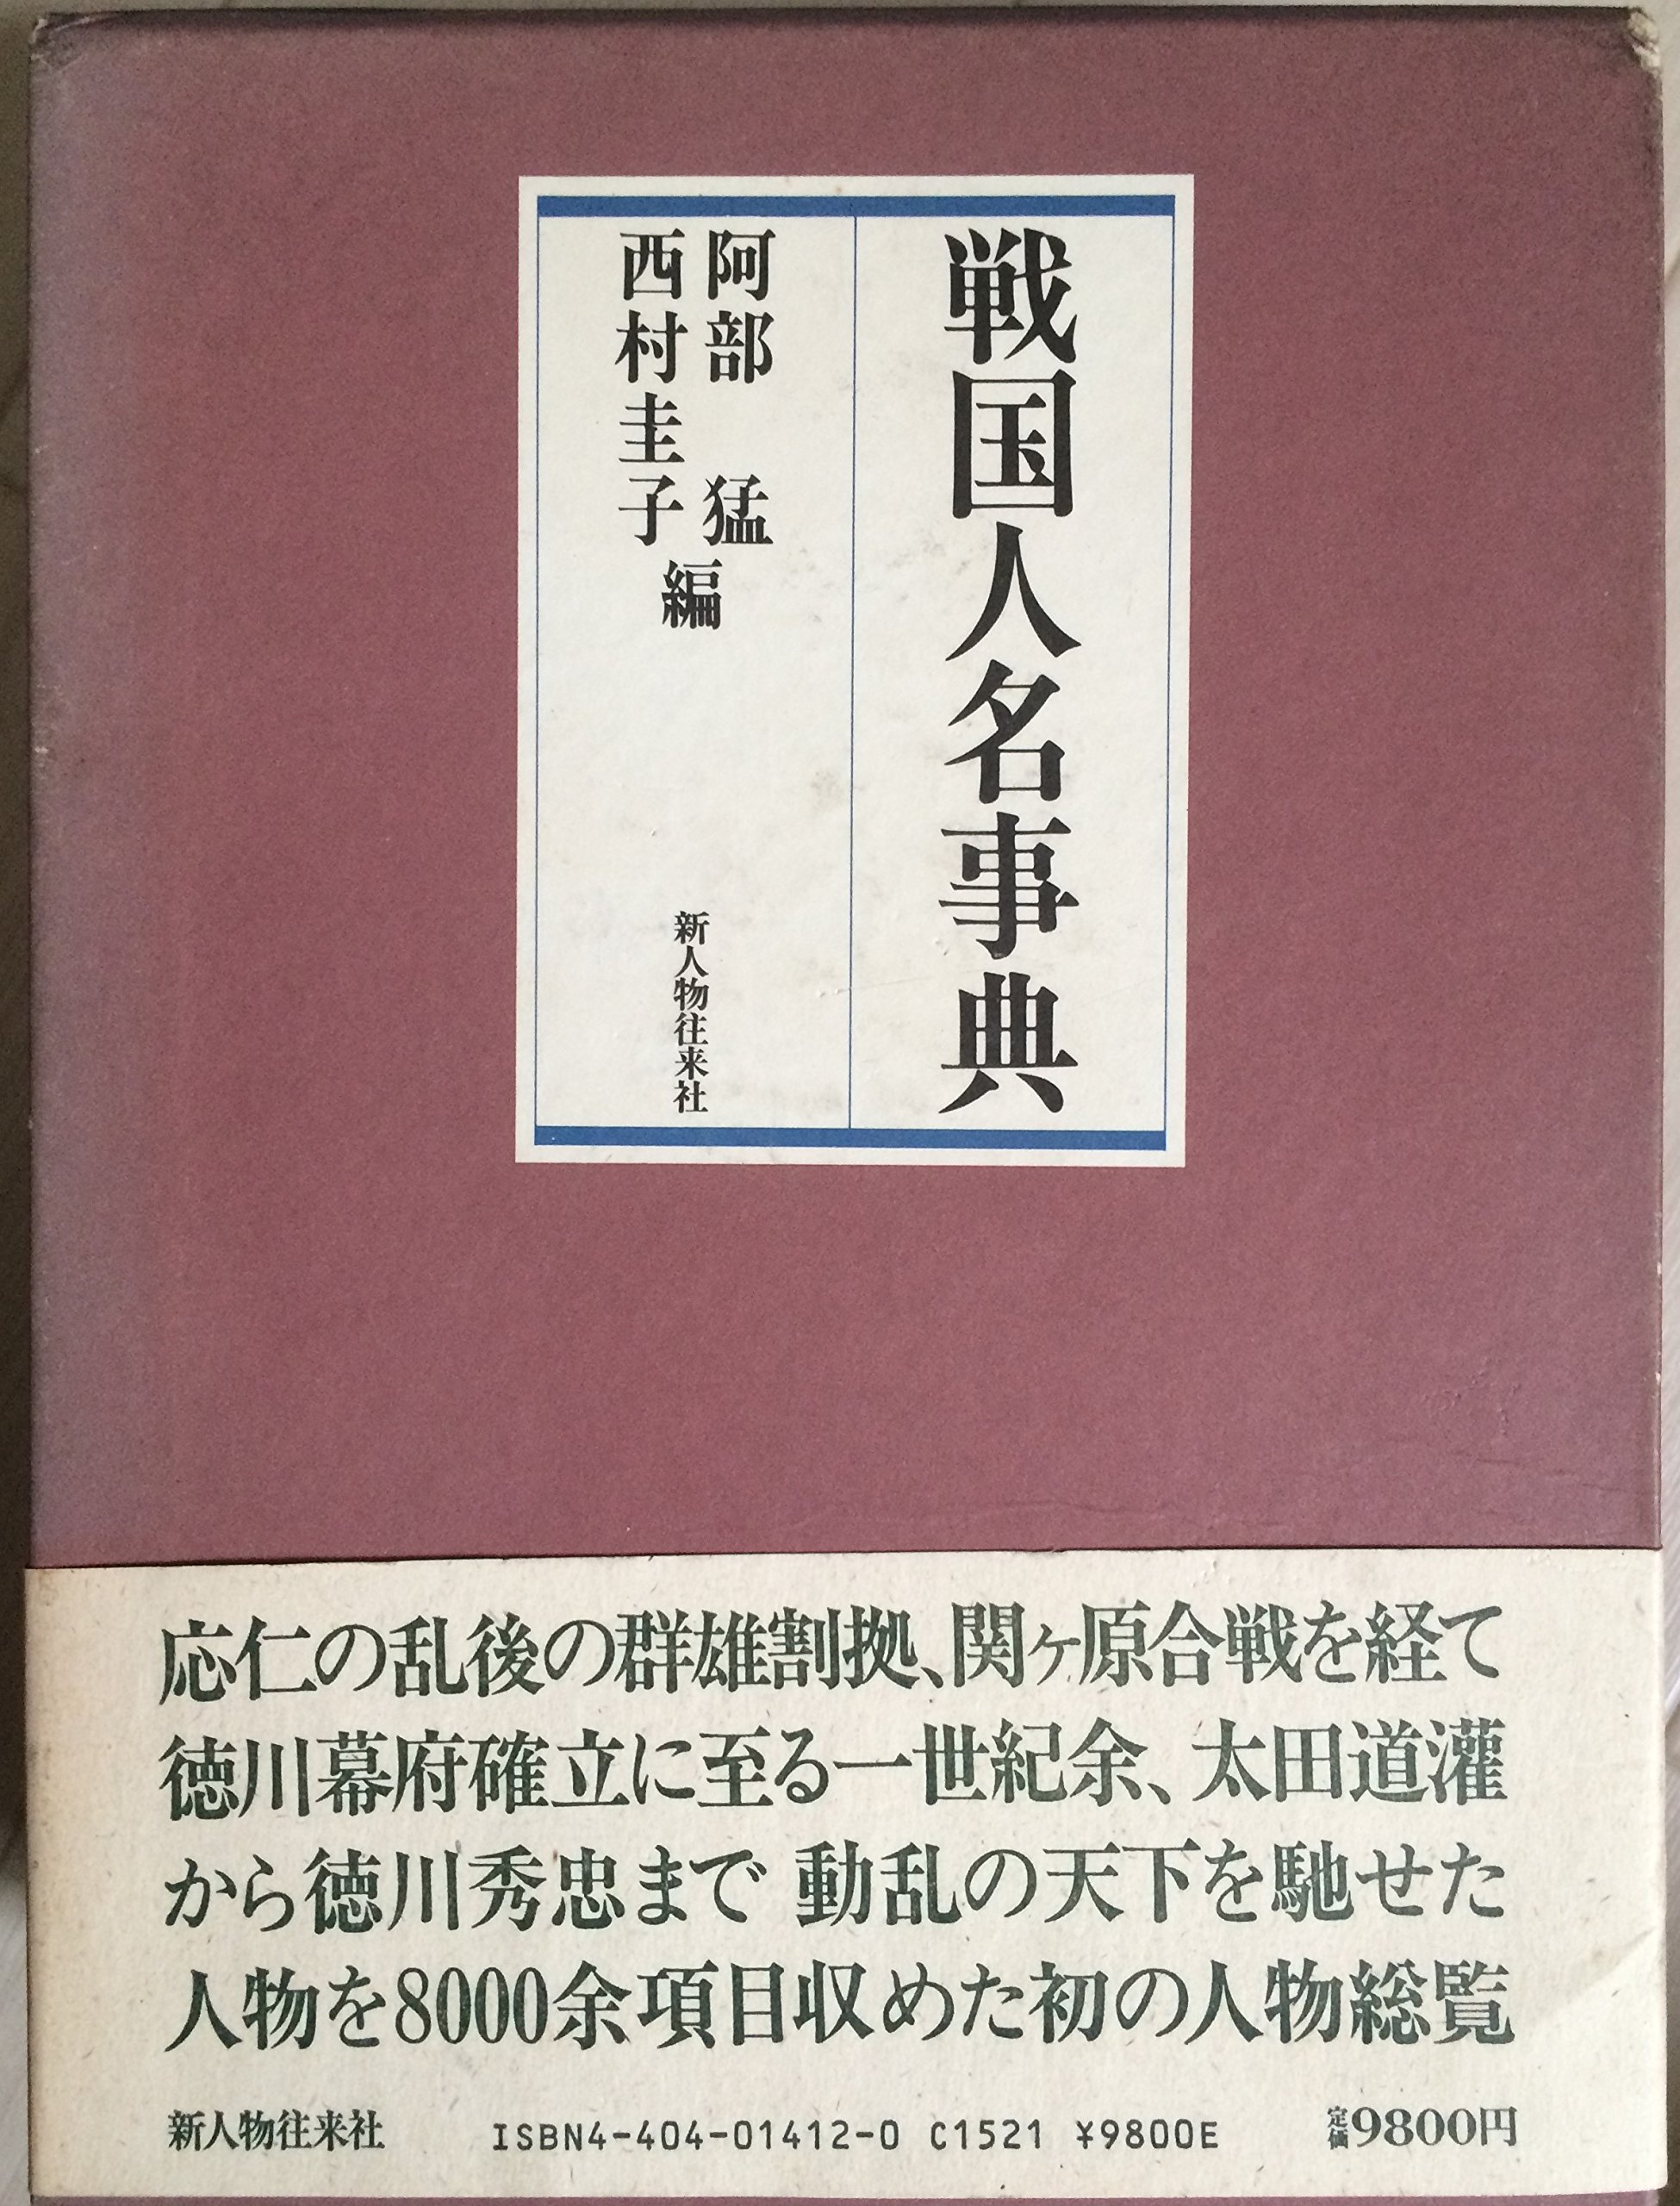 戦国人名事典
阿部 猛
西村圭子
編
新人物往来社
応仁の乱後の群雄割拠、関ヶ原合戦を経て
徳川幕府確立に至る一世紀余、太田道灌
から徳川秀忠まで 動乱の天下を馳せた
人物を8000余項目収めた初の人物総覧
新人物往来社 ISBN4-404-01412-0 C1521 ¥9800E 定価9800円